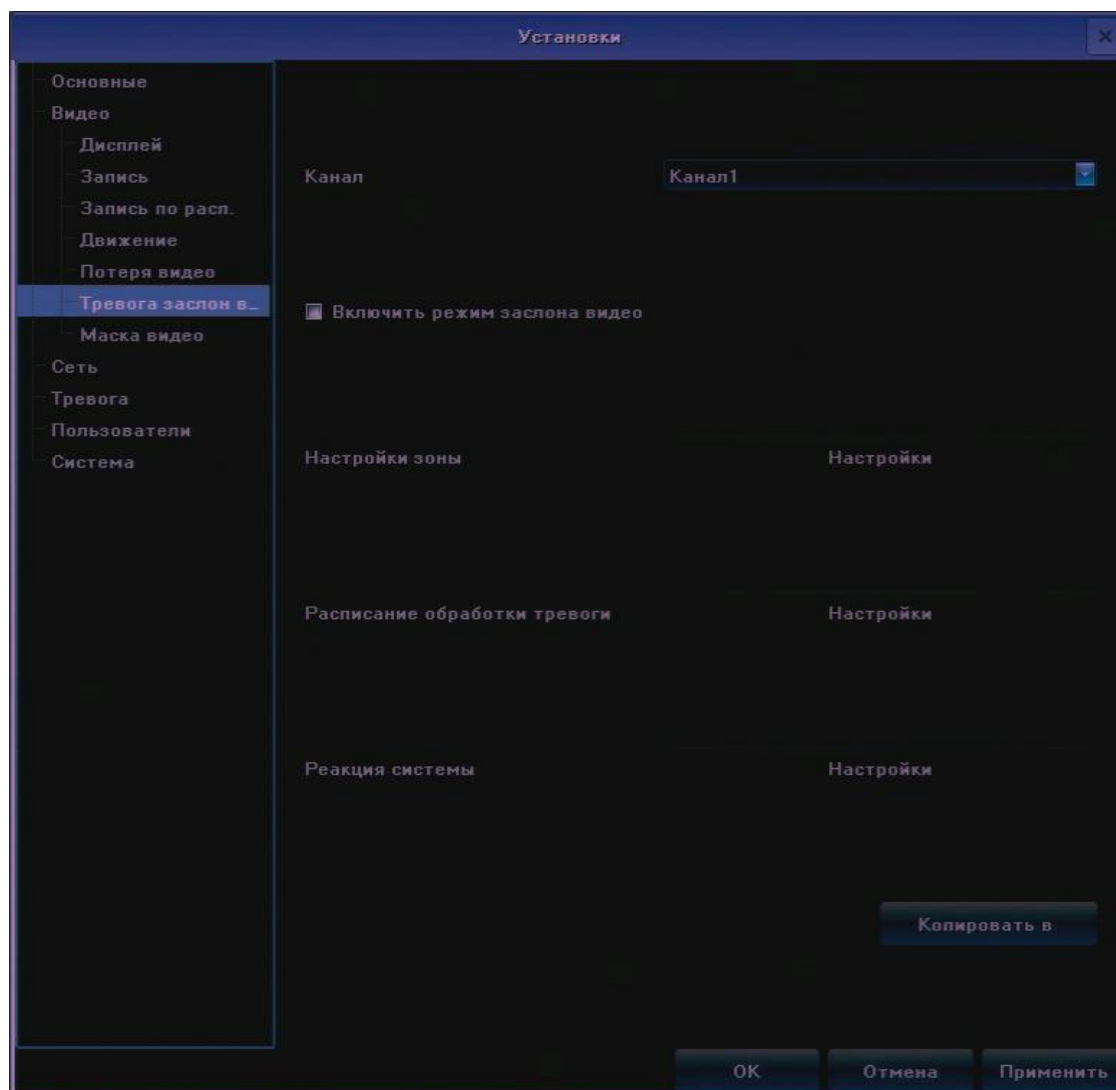 Установки
Основные
Видео
Дисплей
Запись
Запись по расп.
Движение
Потеря видео
Тревога заслон в…
Маска видео
Сеть
Тревога
Пользователи
Система
Канал Канал1
Включить режим заслона видео
Настройки зоны Настройки
Расписание обработки тревоги Настройки
Реакция системы Настройки
Копировать в
OK Отмена Применить